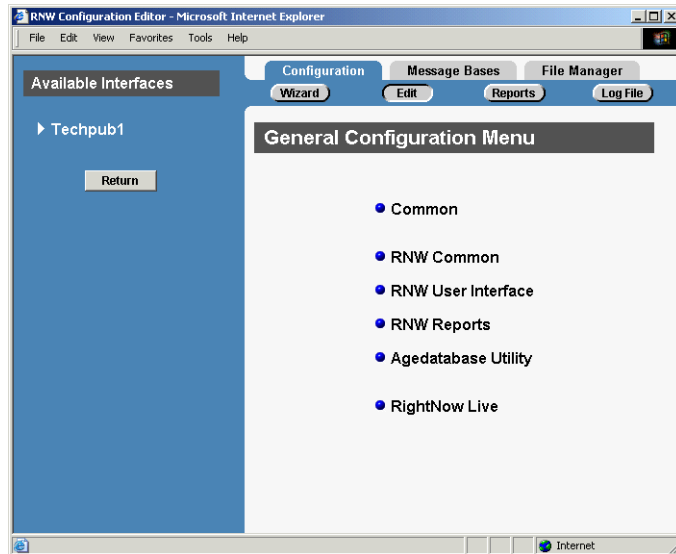 RNW Configuration Editor - Microsoft Internet Explorer
File Edit View Favorites Tools Help
Available Interfaces
Techpub1
Return
Configuration Message Bases File Manager
Wizard Edit Reports Log File
General Configuration Menu
Common
RNW Common
RNW User Interface
RNW Reports
Agedatabase Utility
RightNow Live
Internet